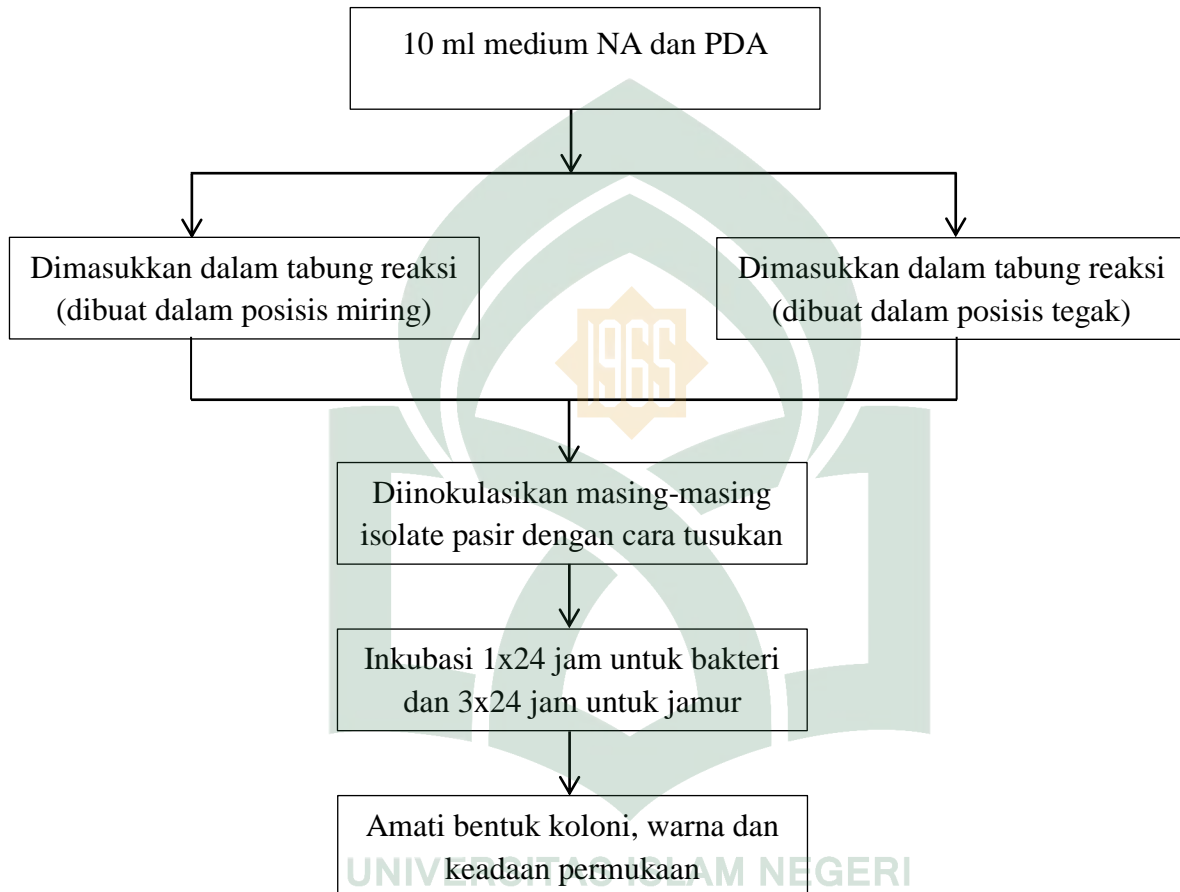 10 ml medium NA dan PDA
Dimasukkan dalam tabung reaksi
(dibuat dalam posisis miring)
Dimasukkan dalam tabung reaksi
(dibuat dalam posisis tegak)
1965
Diinokulasikan masing-masing
isolate pasir dengan cara tusukan
Inkubasi 1x24 jam untuk bakteri
dan 3x24 jam untuk jamur
Amati bentuk koloni, warna dan
keadaan permukaan
UNIVERSITAS ISLAM NEGERI